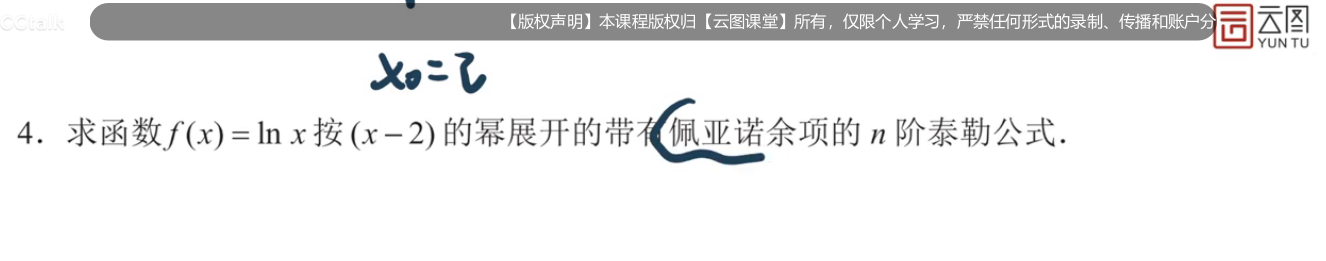 CCtalk
【版权声明】本课程版权归【云图课堂】所有，仅限个人学习，严禁任何形式的录制、传播和账户分
云图
YUN TU
x₀=2
4. 求函数 f(x) = ln x 按 (x − 2) 的幂展开的带有佩亚诺余项的 n 阶泰勒公式.